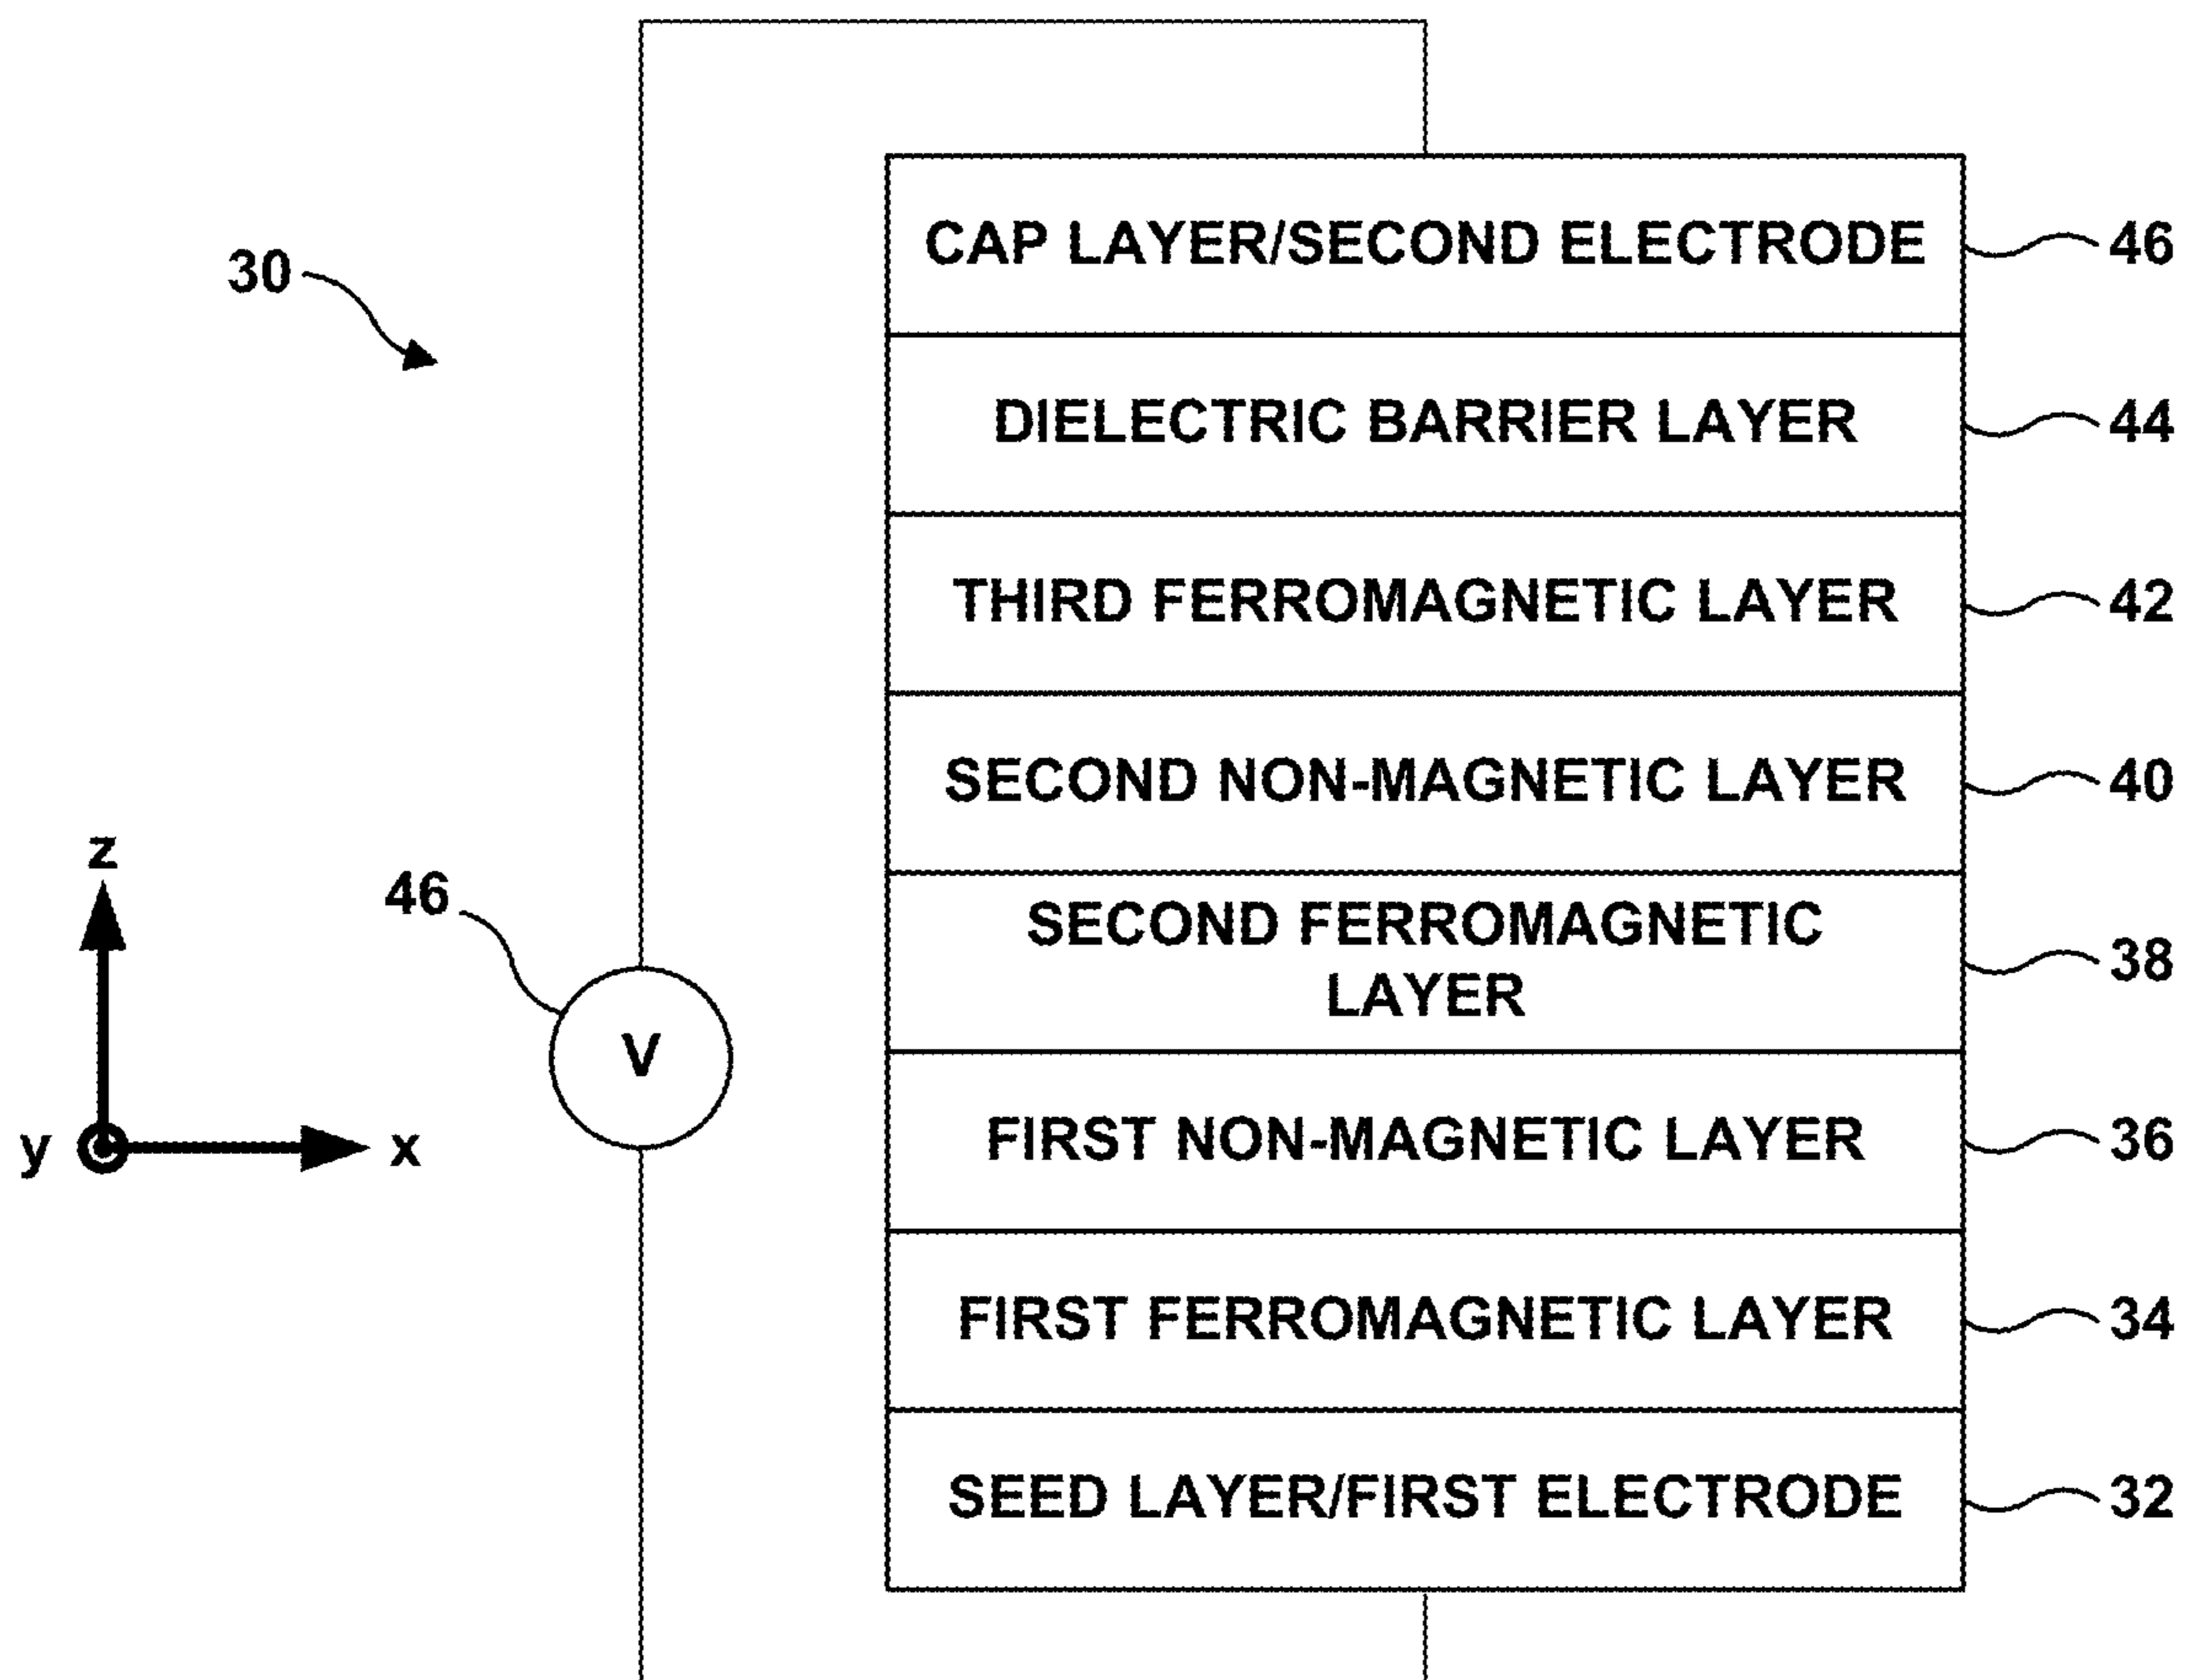 30
CAP LAYER/SECOND ELECTRODE 46
DIELECTRIC BARRIER LAYER 44
THIRD FERROMAGNETIC LAYER 42
SECOND NON-MAGNETIC LAYER 40
SECOND FERROMAGNETIC
LAYER
38
FIRST NON-MAGNETIC LAYER 36
FIRST FERROMAGNETIC LAYER 34
SEED LAYER/FIRST ELECTRODE 32
46
V
z
y
x